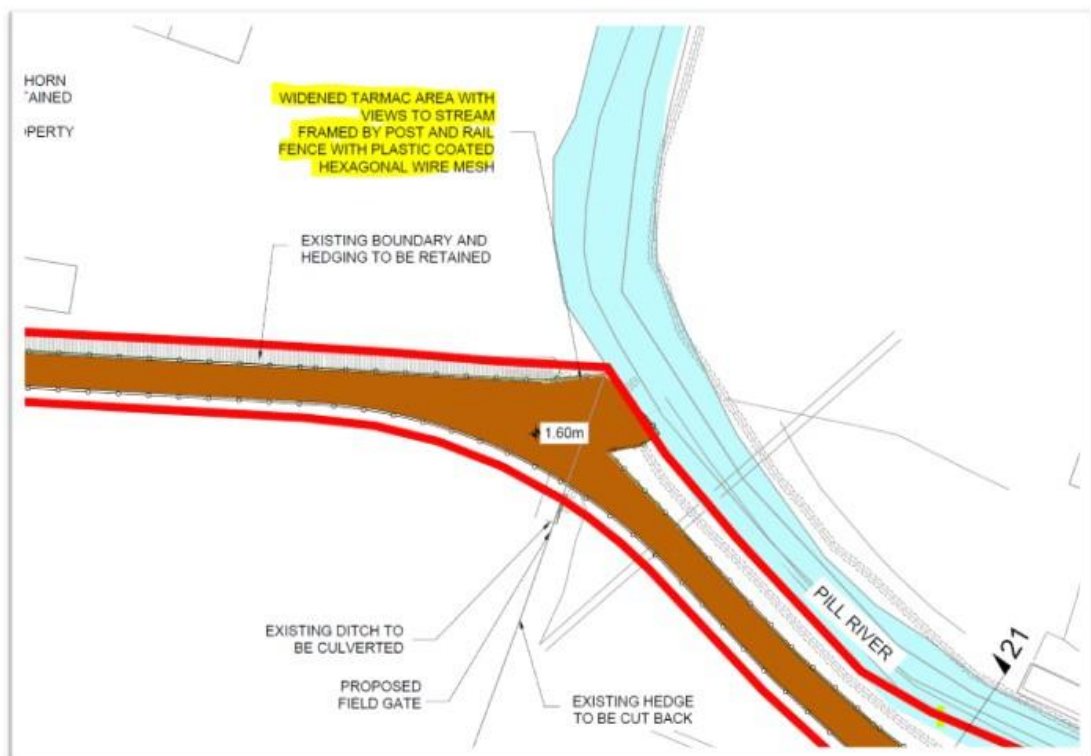 HORN
TAINED
PERTY
WIDENED TARMAC AREA WITH
VIEWS TO STREAM
FRAMED BY POST AND RAIL
FENCE WITH PLASTIC COATED
HEXAGONAL WIRE MESH
EXISTING BOUNDARY AND
HEDGING TO BE RETAINED
1.60m
EXISTING DITCH TO
BE CULVERTED
PROPOSED
FIELD GATE
EXISTING HEDGE
TO BE CUT BACK
PILL RIVER
21